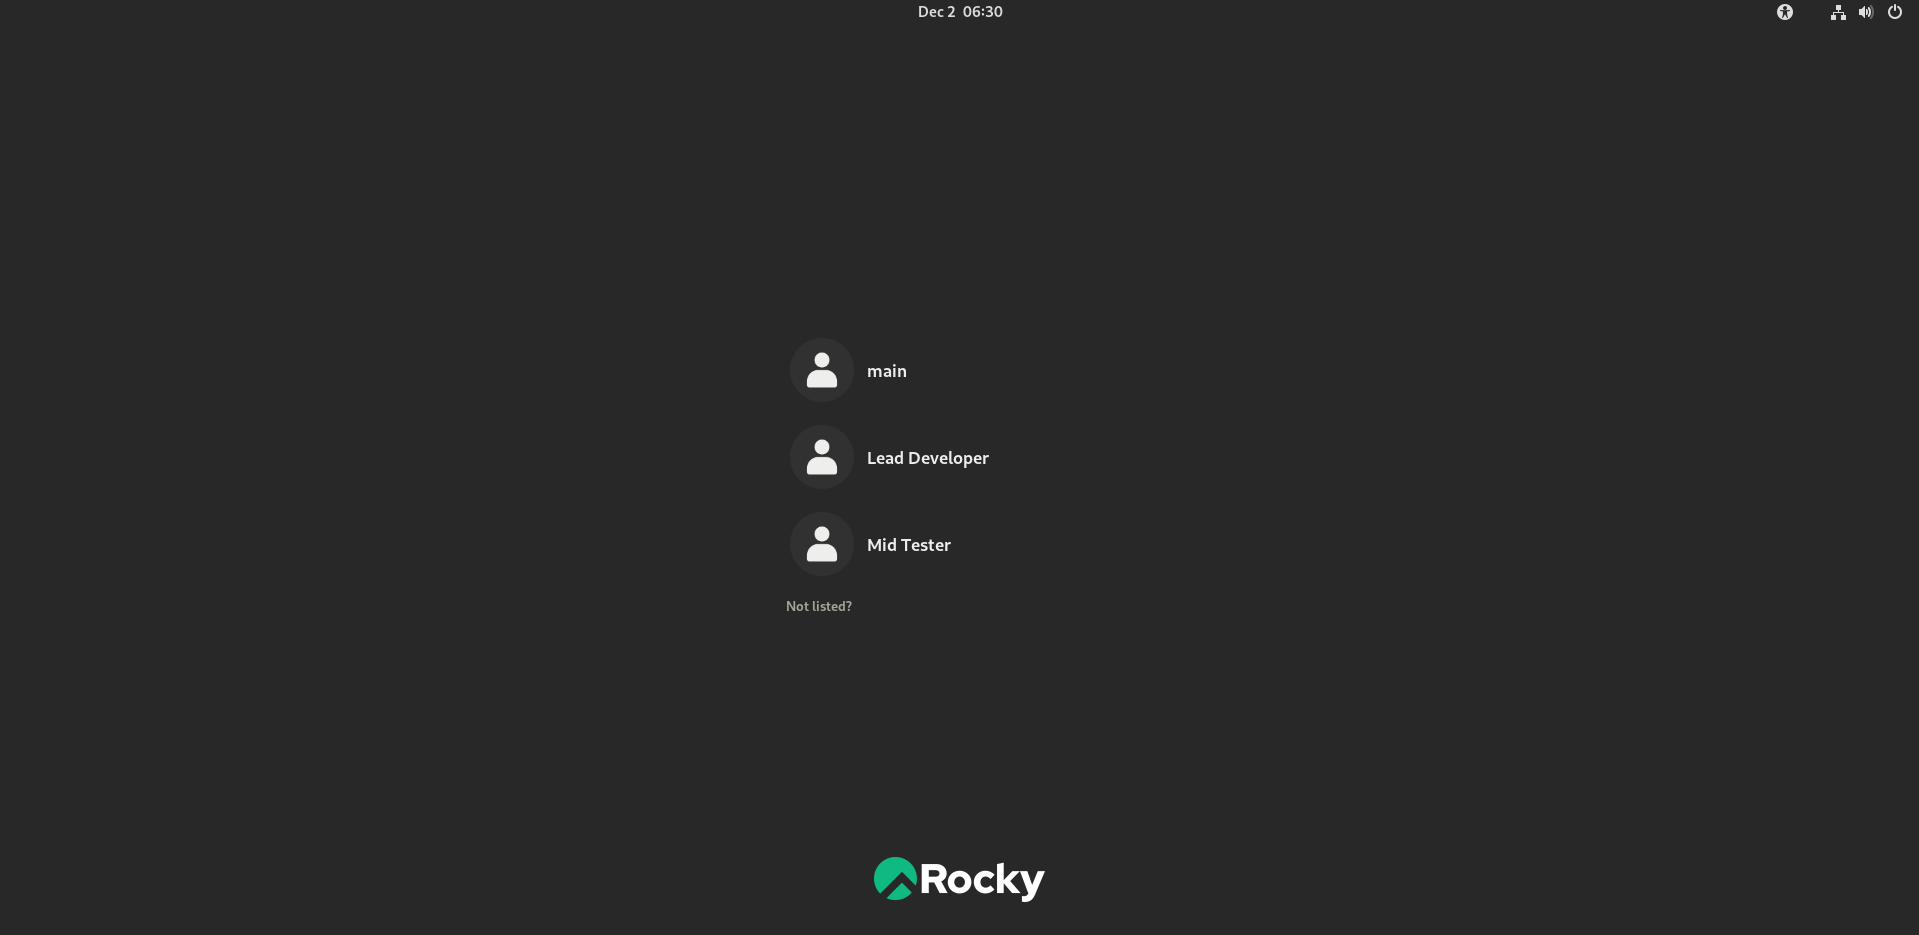 Dec 2 06:30
main
Lead Developer
Mid Tester
Not listed?
Rocky